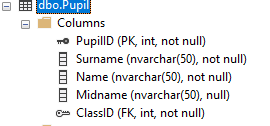 dbo.Pupil
Columns
PupilID (PK, int, not null)
Surname (nvarchar(50), not null)
Name (nvarchar(50), not null)
Midname (nvarchar(50), null)
ClassID (FK, int, not null)